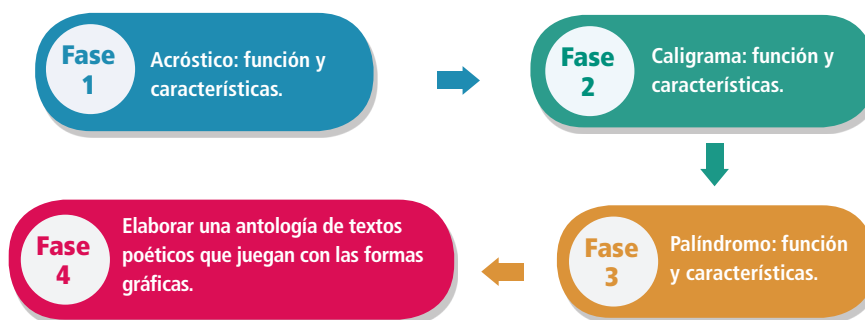 Fase
1
Acróstico: función y
características.
Fase
2
Caligrama: función y
características.
Fase
3
Palíndromo: función
y características.
Fase
4
Elaborar una antología de textos
poéticos que juegan con las formas
gráficas.